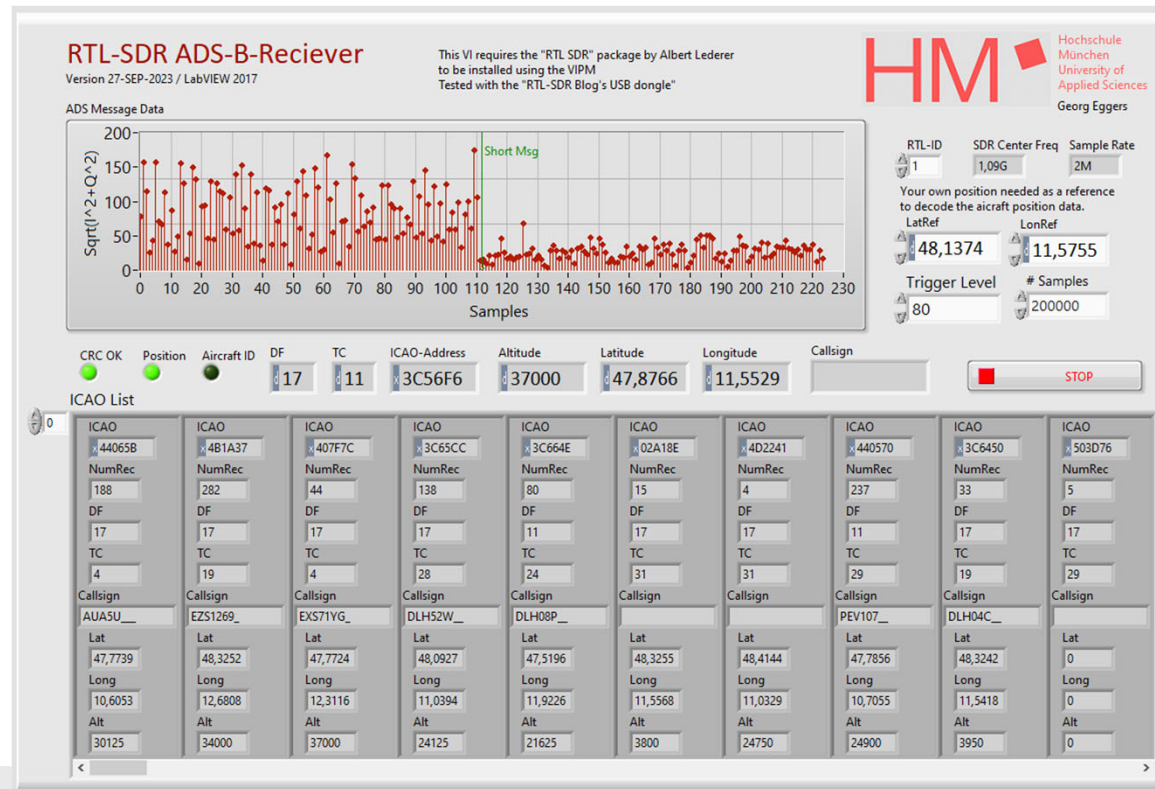 RTL-SDR ADS-B-Reciever
Version 27-SEP-2023 / LabVIEW 2017
This VI requires the "RTL SDR" package by Albert Lederer
to be installed using the VIPM
Tested with the "RTL-SDR Blog's USB dongle"
HM
Hochschule
München
University of
Applied Sciences
Georg Eggers
ADS Message Data
Sqrt(I^2+Q^2)
200
150
100
50
0
Short Msg
0 10 20 30 40 50 60 70 80 90 100 110 120 130 140 150 160 170 180 190 200 210 220 230
Samples
RTL-ID SDR Center Freq Sample Rate
1 1,09G 2M
Your own position needed as a reference
to decode the aicraft position data.
LatRef LonRef
d 48,1374 d 11,5755
Trigger Level # Samples
80 200000
CRC OK Position Aircraft ID DF TC ICAO-Address Altitude Latitude Longitude Callsign
d 17 d 11 x 3C56F6 d 37000 d 47,8766 d 11,5529
STOP
ICAO List
0
ICAO ICAO ICAO ICAO ICAO ICAO ICAO ICAO ICAO ICAO
x 44065B x 4B1A37 x 407F7C x 3C65CC x 3C664E x 02A18E x 4D2241 x 440570 x 3C6450 x 503D76
NumRec NumRec NumRec NumRec NumRec NumRec NumRec NumRec NumRec NumRec
188 282 44 138 80 15 4 237 33 5
DF DF DF DF DF DF DF DF DF DF
17 17 17 17 11 17 17 11 17 17
TC TC TC TC TC TC TC TC TC TC
4 19 4 28 24 31 31 29 19 29
Callsign Callsign Callsign Callsign Callsign Callsign Callsign Callsign Callsign Callsign
AUA5U___ EZS1269_ EXS71YG_ DLH52W__ DLH08P__ PEV107__ DLH04C__
Lat Lat Lat Lat Lat Lat Lat Lat Lat Lat
47,7739 48,3252 47,7724 48,0927 47,5196 48,3255 48,4144 47,7856 48,3242 0
Long Long Long Long Long Long Long Long Long Long
10,6053 12,6808 12,3116 11,0394 11,9226 11,5568 11,0329 10,7055 11,5418 0
Alt Alt Alt Alt Alt Alt Alt Alt Alt Alt
30125 34000 37000 24125 21625 3800 24750 24900 3950 0